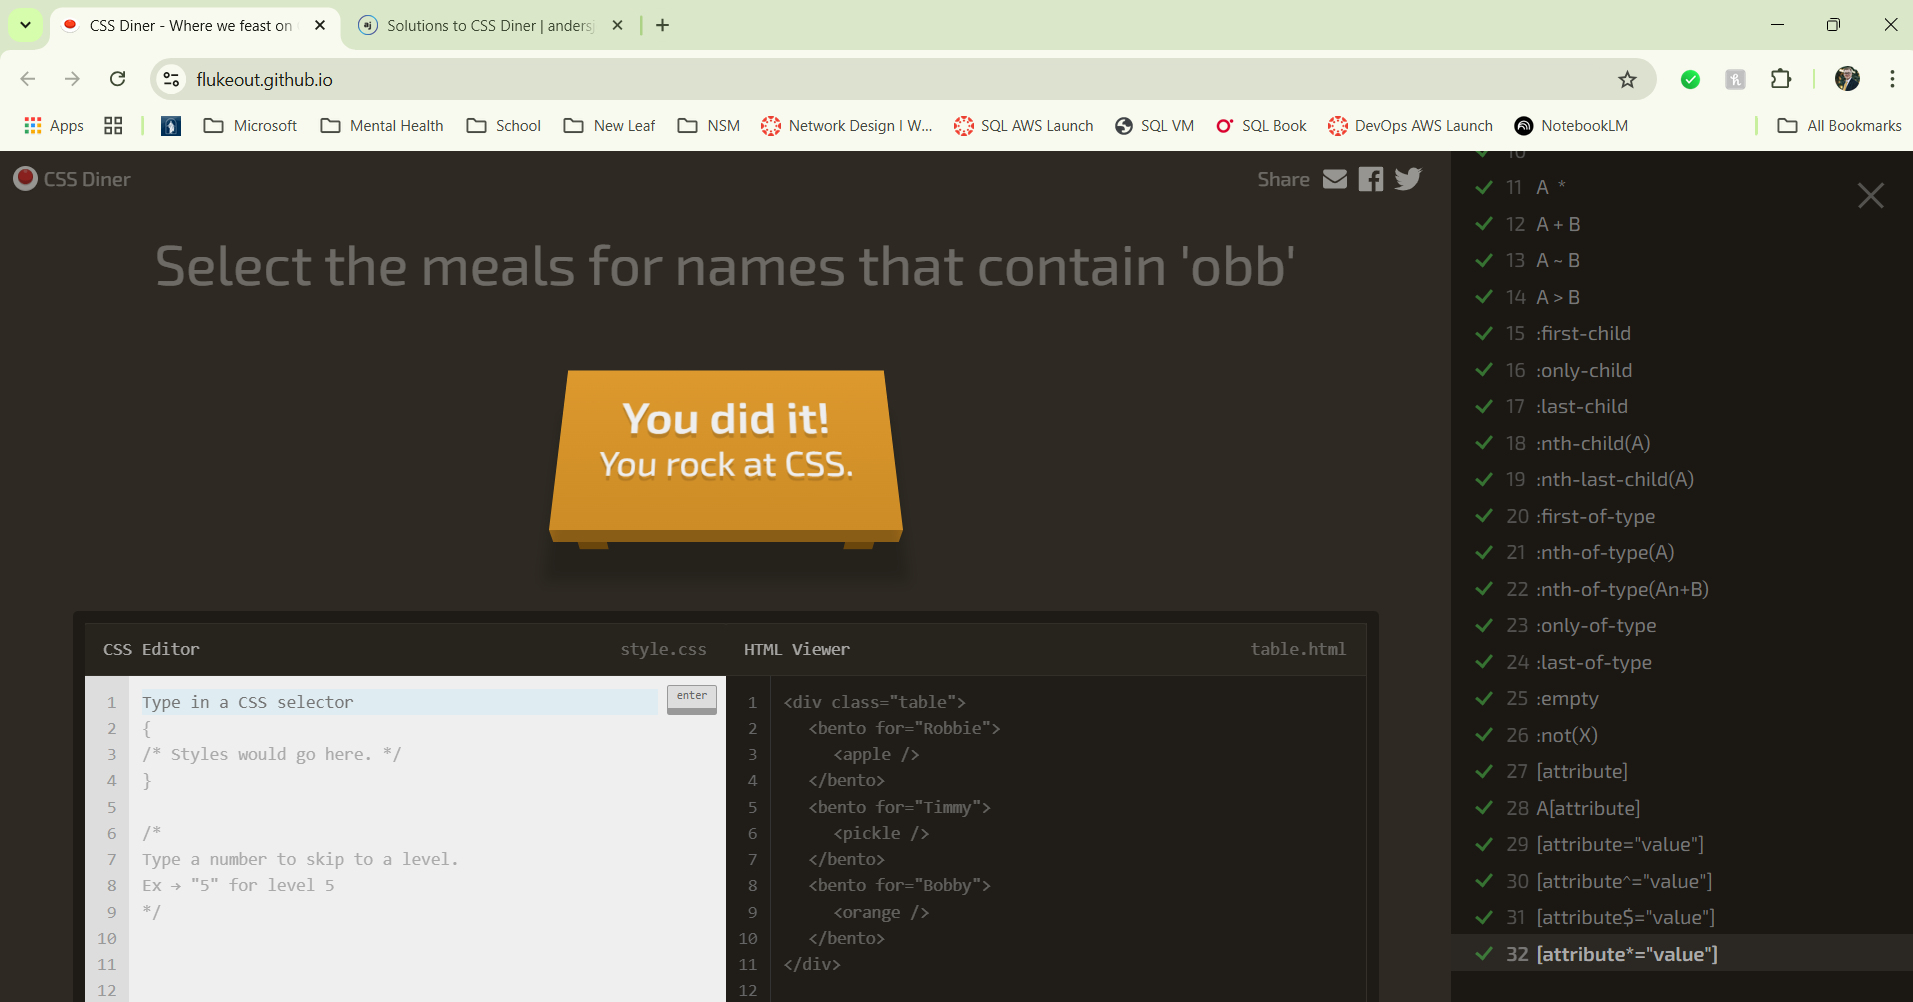 CSS Diner - Where we feast on
Solutions to CSS Diner | anders
flukeout.github.io
Apps
Microsoft
Mental Health
School
New Leaf
NSM
Network Design I W...
SQL AWS Launch
SQL VM
SQL Book
DevOps AWS Launch
NotebookLM
All Bookmarks
CSS Diner
Share
Select the meals for names that contain 'obb'
You did it!
You rock at CSS.
CSS Editor
style.css
1 Type in a CSS selector
enter
2 {
3 /* Styles would go here. */
4 }
5
6 /*
7 Type a number to skip to a level.
8 Ex → "5" for level 5
9 */
10
11
12
HTML Viewer
table.html
1 <div class="table">
2 <bento for="Robbie">
3 <apple />
4 </bento>
5 <bento for="Timmy">
6 <pickle />
7 </bento>
8 <bento for="Bobby">
9 <orange />
10 </bento>
11 </div>
12
10
11 A *
12 A + B
13 A ~ B
14 A > B
15 :first-child
16 :only-child
17 :last-child
18 :nth-child(A)
19 :nth-last-child(A)
20 :first-of-type
21 :nth-of-type(A)
22 :nth-of-type(An+B)
23 :only-of-type
24 :last-of-type
25 :empty
26 :not(X)
27 [attribute]
28 A[attribute]
29 [attribute="value"]
30 [attribute^="value"]
31 [attribute$="value"]
32 [attribute*="value"]